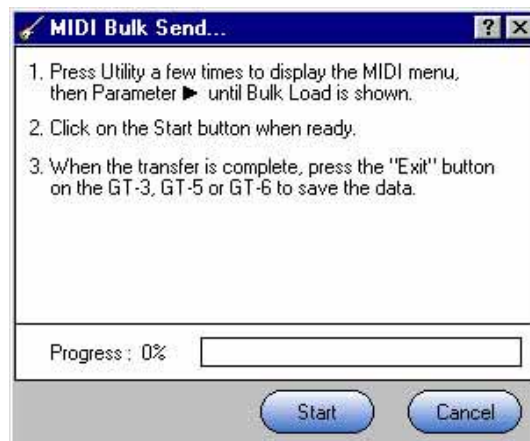 MIDI Bulk Send...
1. Press Utility a few times to display the MIDI menu,
then Parameter ► until Bulk Load is shown.
2. Click on the Start button when ready.
3. When the transfer is complete, press the "Exit" button
on the GT-3, GT-5 or GT-6 to save the data.
Progress : 0%
Start Cancel